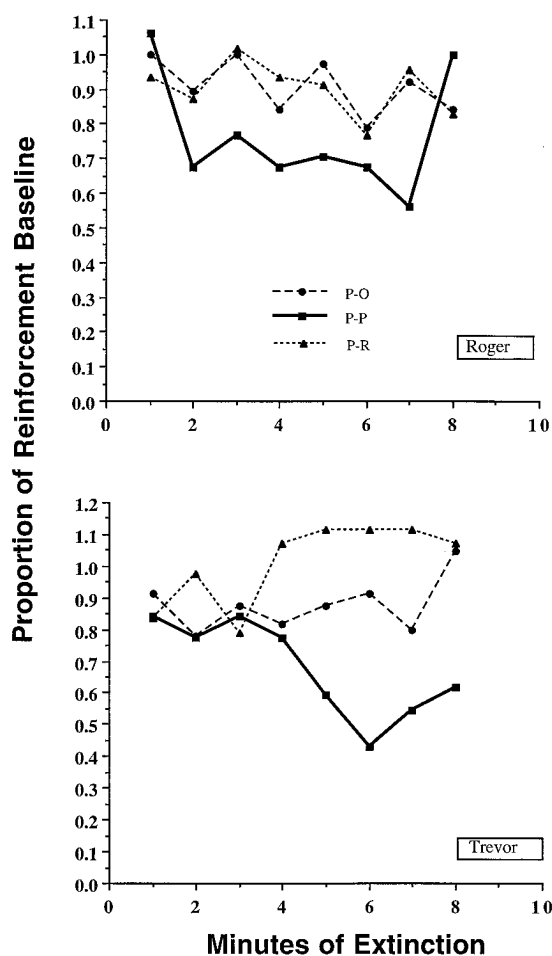 Proportion of Reinforcement Baseline
1.1
1.0
0.9
0.8
0.7
0.6
0.5
0.4
0.3
0.2
0.1
0.0
P-O
P-P
P-R
Roger
0 2 4 6 8 10
1.2
1.1
1.0
0.9
0.8
0.7
0.6
0.5
0.4
0.3
0.2
0.1
0.0
Trevor
0 2 4 6 8 10
Minutes of Extinction